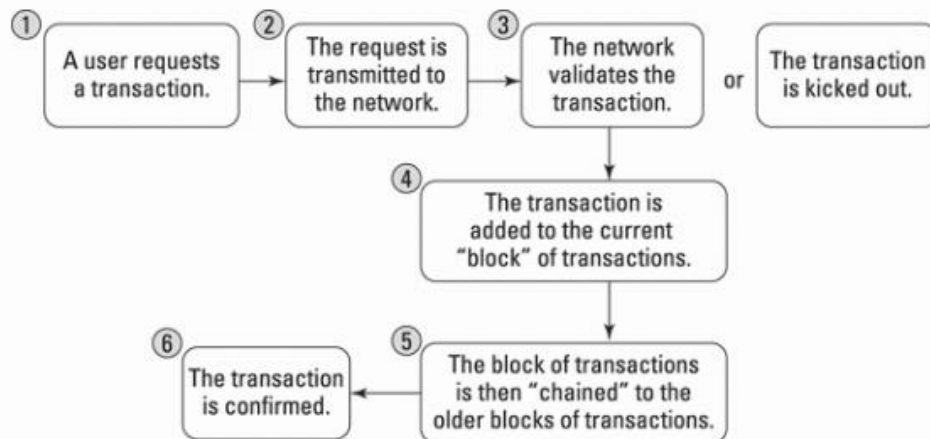 1
A user requests
a transaction.
2
The request is
transmitted to
the network.
3
The network
validates the
transaction.
or
The transaction
is kicked out.
4
The transaction is
added to the current
“block” of transactions.
5
The block of transactions
is then “chained” to the
older blocks of transactions.
6
The transaction
is confirmed.